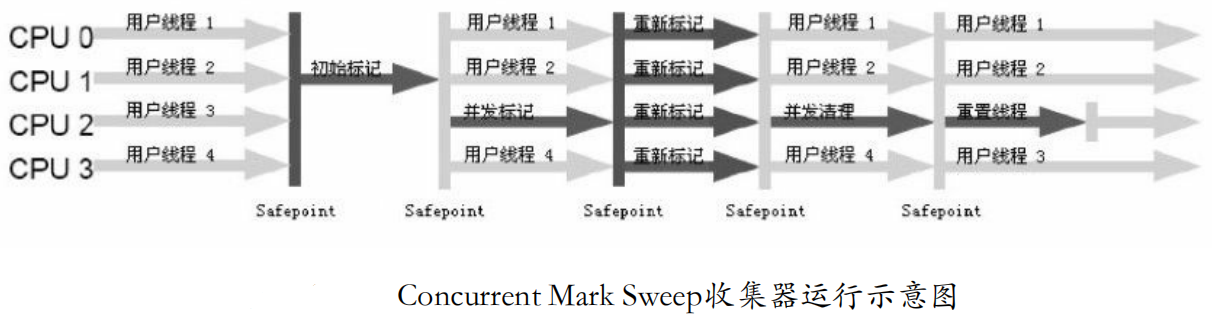 CPU 0 用户线程 1 用户线程 1 重新标记 用户线程 1 用户线程 1
CPU 1 用户线程 2 初始标记 用户线程 2 重新标记 用户线程 2 用户线程 2
CPU 2 用户线程 3 并发标记 重新标记 并发清理 重置线程
CPU 3 用户线程 4 用户线程 4 重新标记 用户线程 4 用户线程 3
Safepoint Safepoint Safepoint Safepoint Safepoint
Concurrent Mark Sweep收集器运行示意图